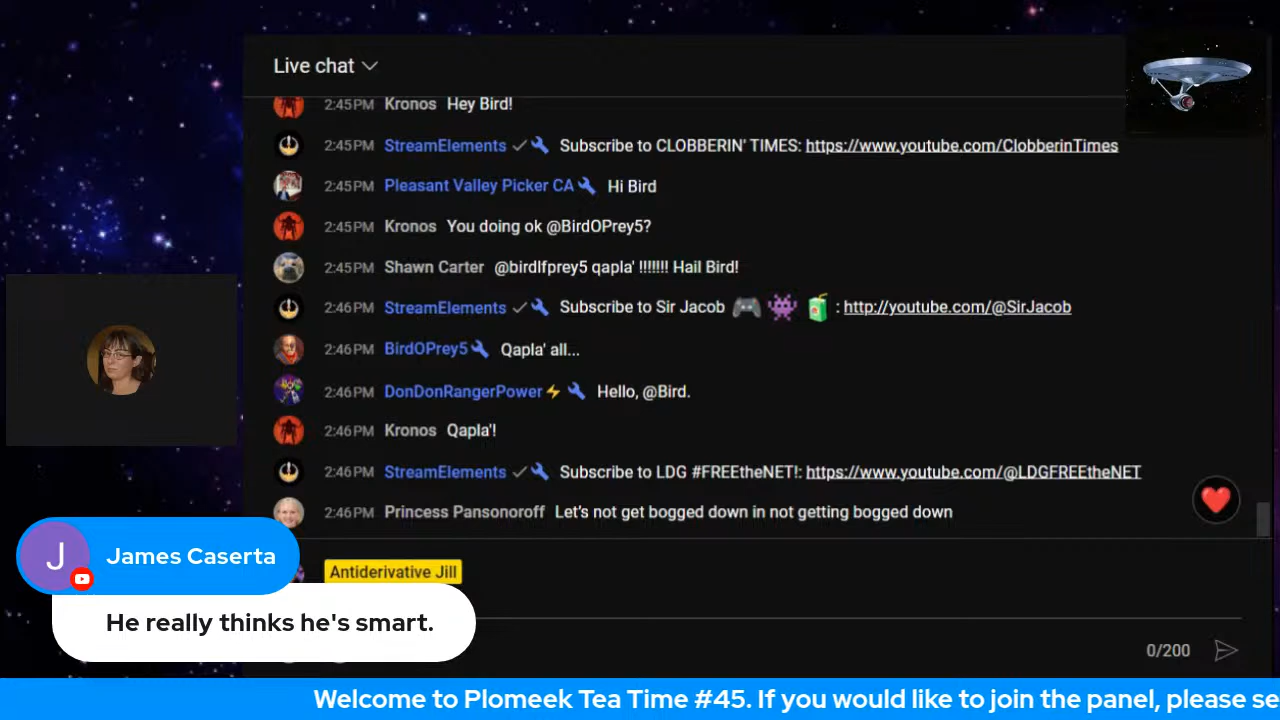 Live chat
2:45PM Kronos Hey Bird!
2:45PM StreamElements Subscribe to CLOBBERIN' TIMES: https://www.youtube.com/ClobberinTimes
2:45PM Pleasant Valley Picker CA Hi Bird
2:45PM Kronos You doing ok @BirdOPrey5?
2:45PM Shawn Carter @birdlfprey5 qapla' !!!!!!! Hail Bird!
2:46PM StreamElements Subscribe to Sir Jacob 🎮 👾 🧃 : http://youtube.com/@SirJacob
2:46PM BirdOPrey5 Qapla' all...
2:46PM DonDonRangerPower⚡ Hello, @Bird.
2:46PM Kronos Qapla'!
2:46PM StreamElements Subscribe to LDG #FREEtheNET!: https://www.youtube.com/@LDGFREEtheNET
2:46PM Princess Pansonoroff Let's not get bogged down in not getting bogged down
J James Caserta
Antiderivative Jill
He really thinks he's smart.
0/200
Welcome to Plomeek Tea Time #45. If you would like to join the panel, please se